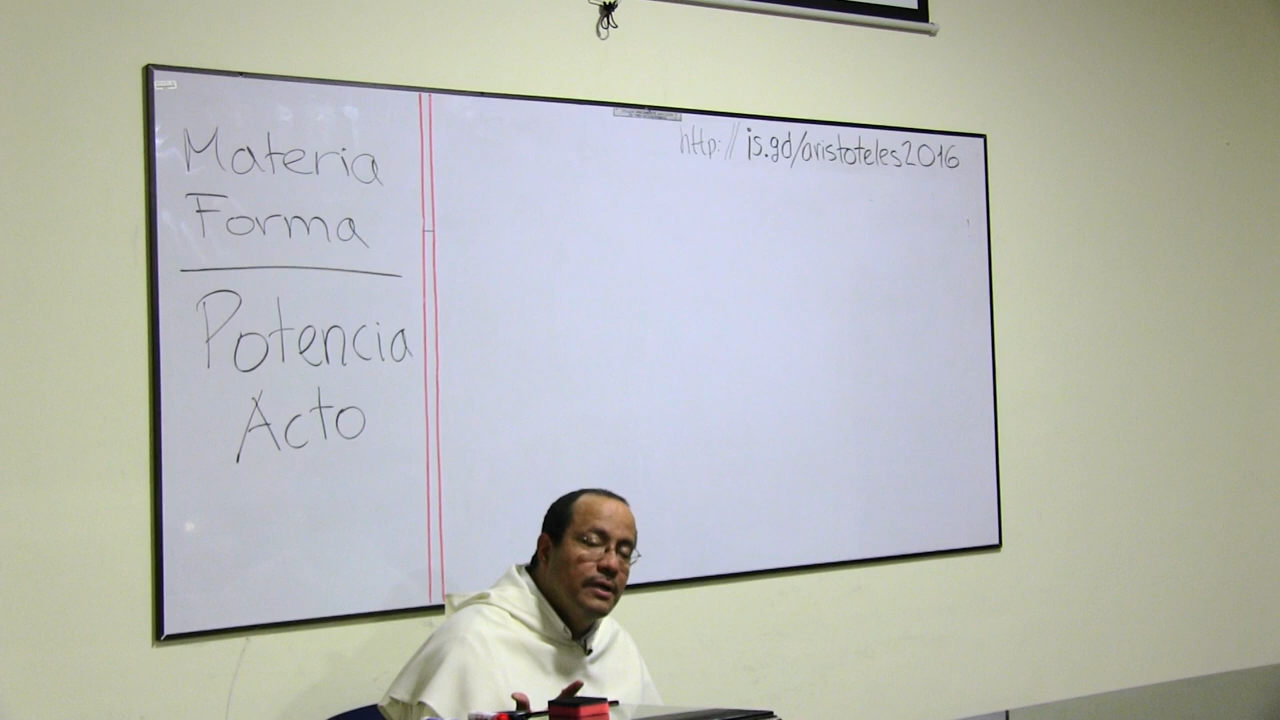 Materia
Forma
Potencia
Acto
http://is.gd/aristoteles2016